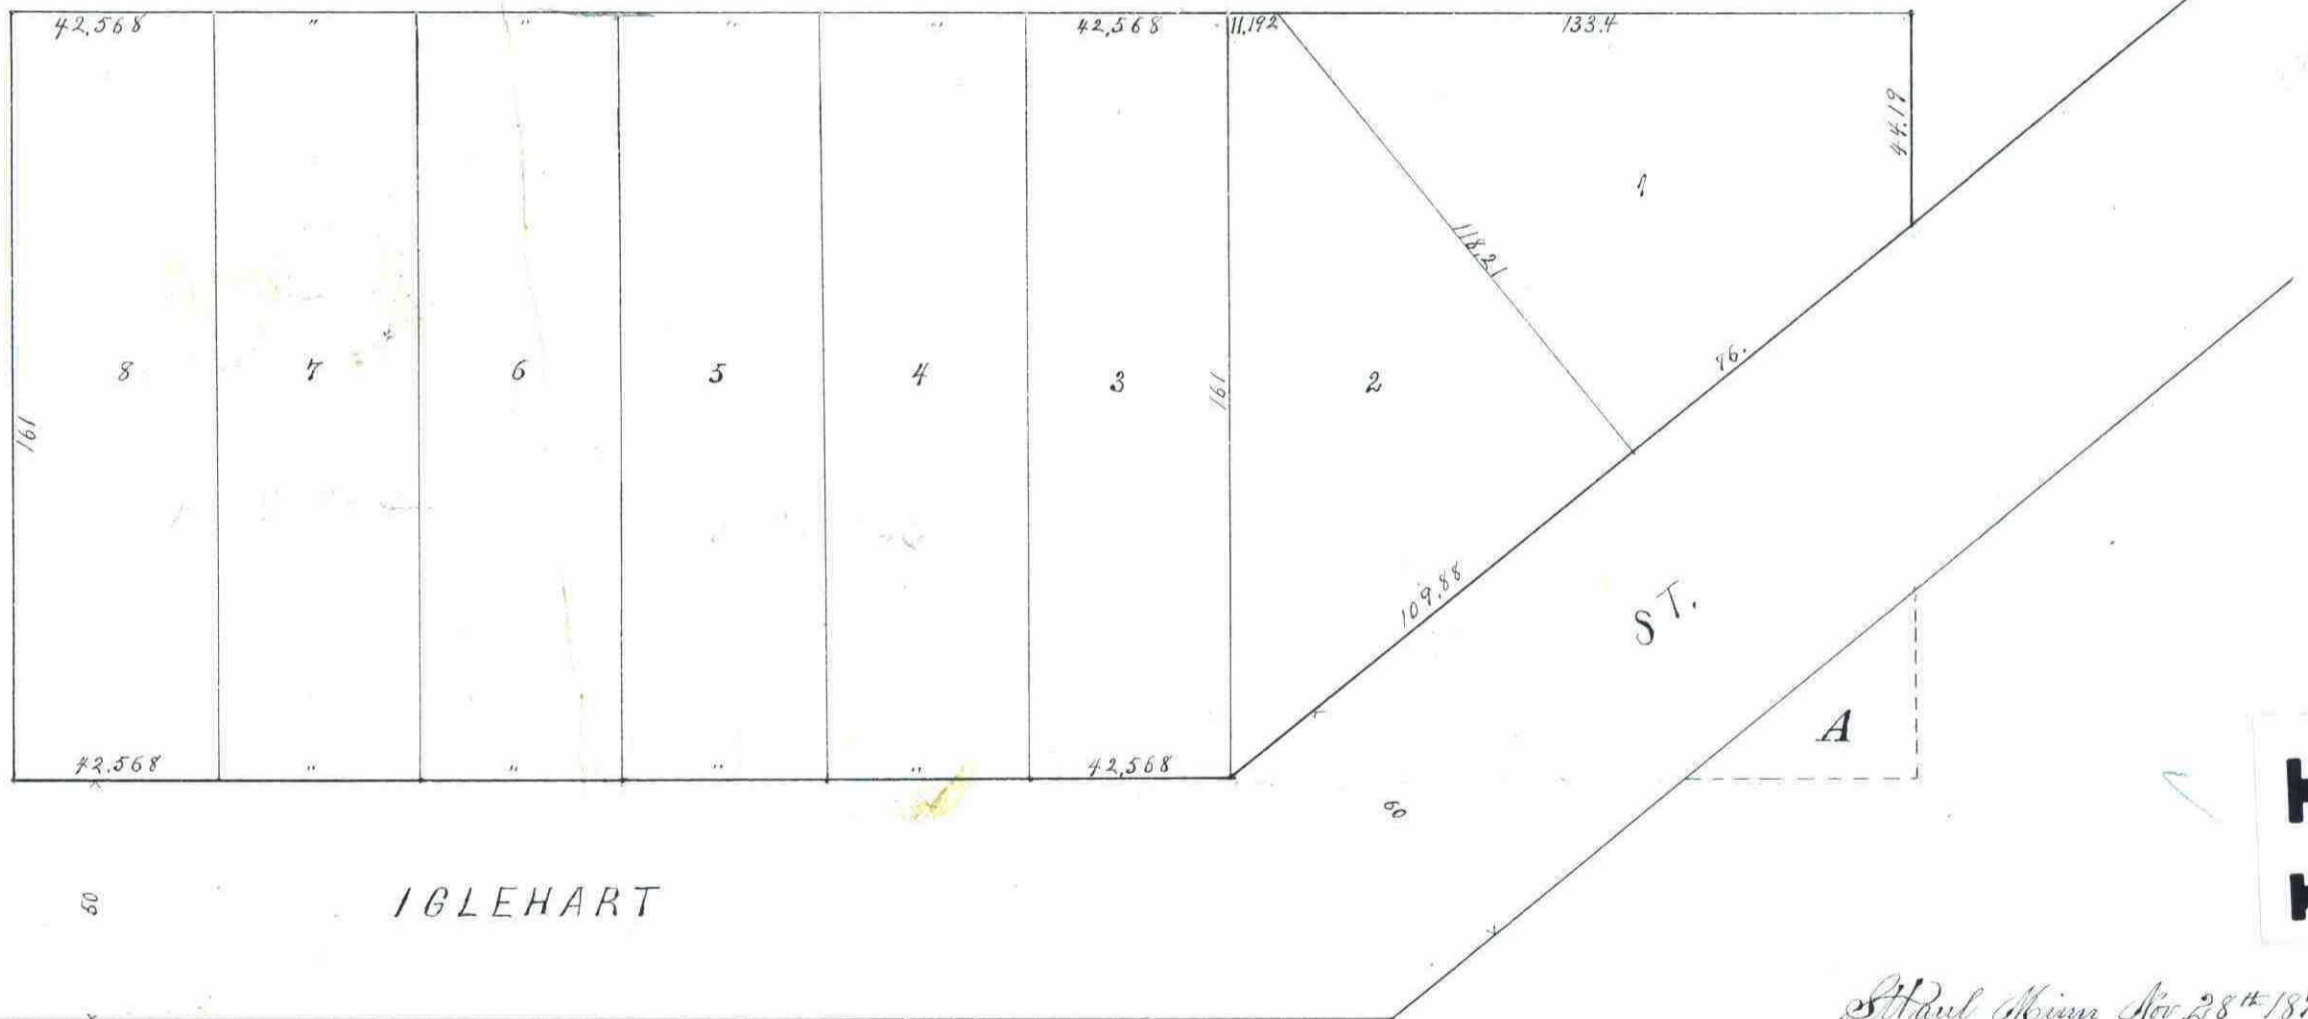 42,568 " " " " 42,568 11,192 133.4
44.19
1
118.21
76.
8 7 6 5 4 3 2
161 161
109.88
ST.
A
42.568 " " " " 42,568
60
50
IGLEHART
St Paul Minn Nov 28th 18